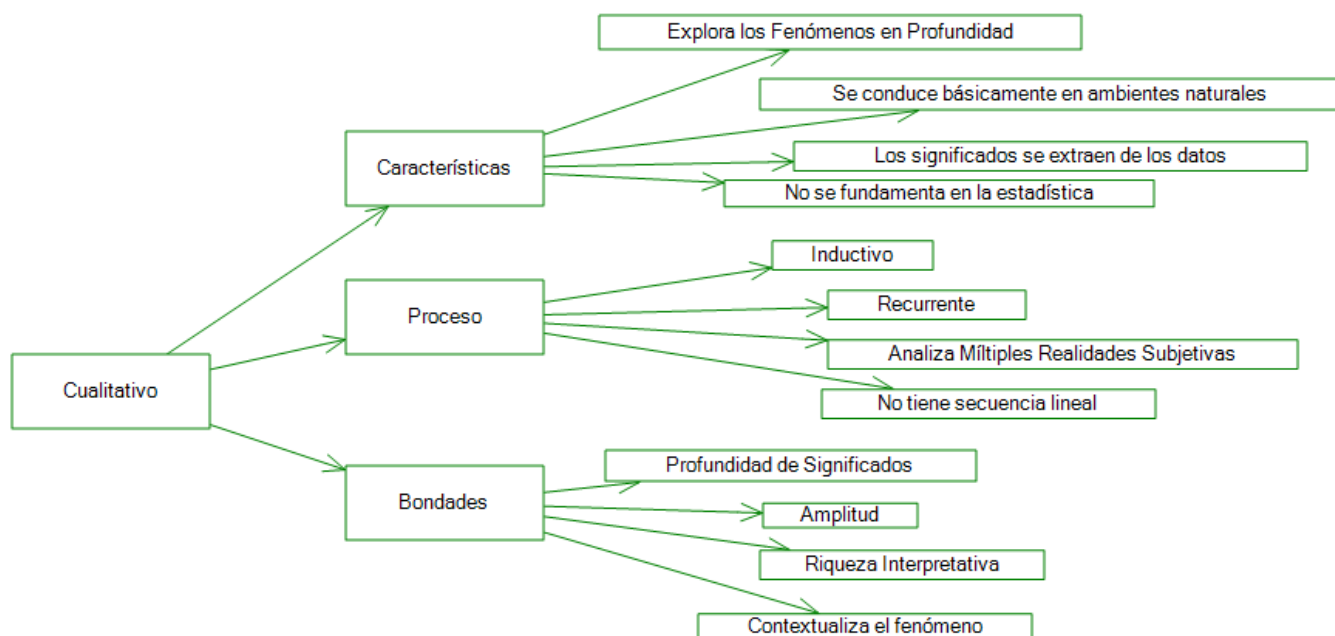 Explora los Fenómenos en Profundidad
Se conduce básicamente en ambientes naturales
Características
Los significados se extraen de los datos
No se fundamenta en la estadística
Inductivo
Proceso
Recurrente
Analiza Míltiples Realidades Subjetivas
Cualitativo
No tiene secuencia lineal
Profundidad de Significados
Bondades
Amplitud
Riqueza Interpretativa
Contextualiza el fenómeno